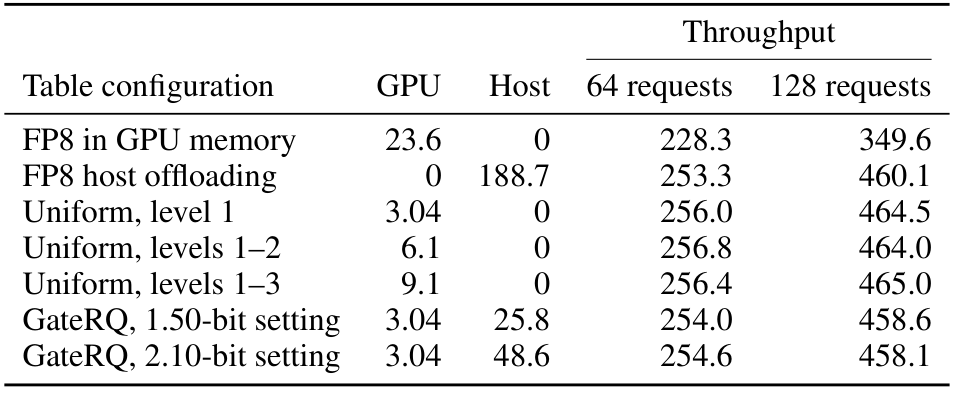 Throughput
Table configuration GPU Host 64 requests 128 requests
FP8 in GPU memory 23.6 0 228.3 349.6
FP8 host offloading 0 188.7 253.3 460.1
Uniform, level 1 3.04 0 256.0 464.5
Uniform, levels 1–2 6.1 0 256.8 464.0
Uniform, levels 1–3 9.1 0 256.4 465.0
GateRQ, 1.50-bit setting 3.04 25.8 254.0 458.6
GateRQ, 2.10-bit setting 3.04 48.6 254.6 458.1